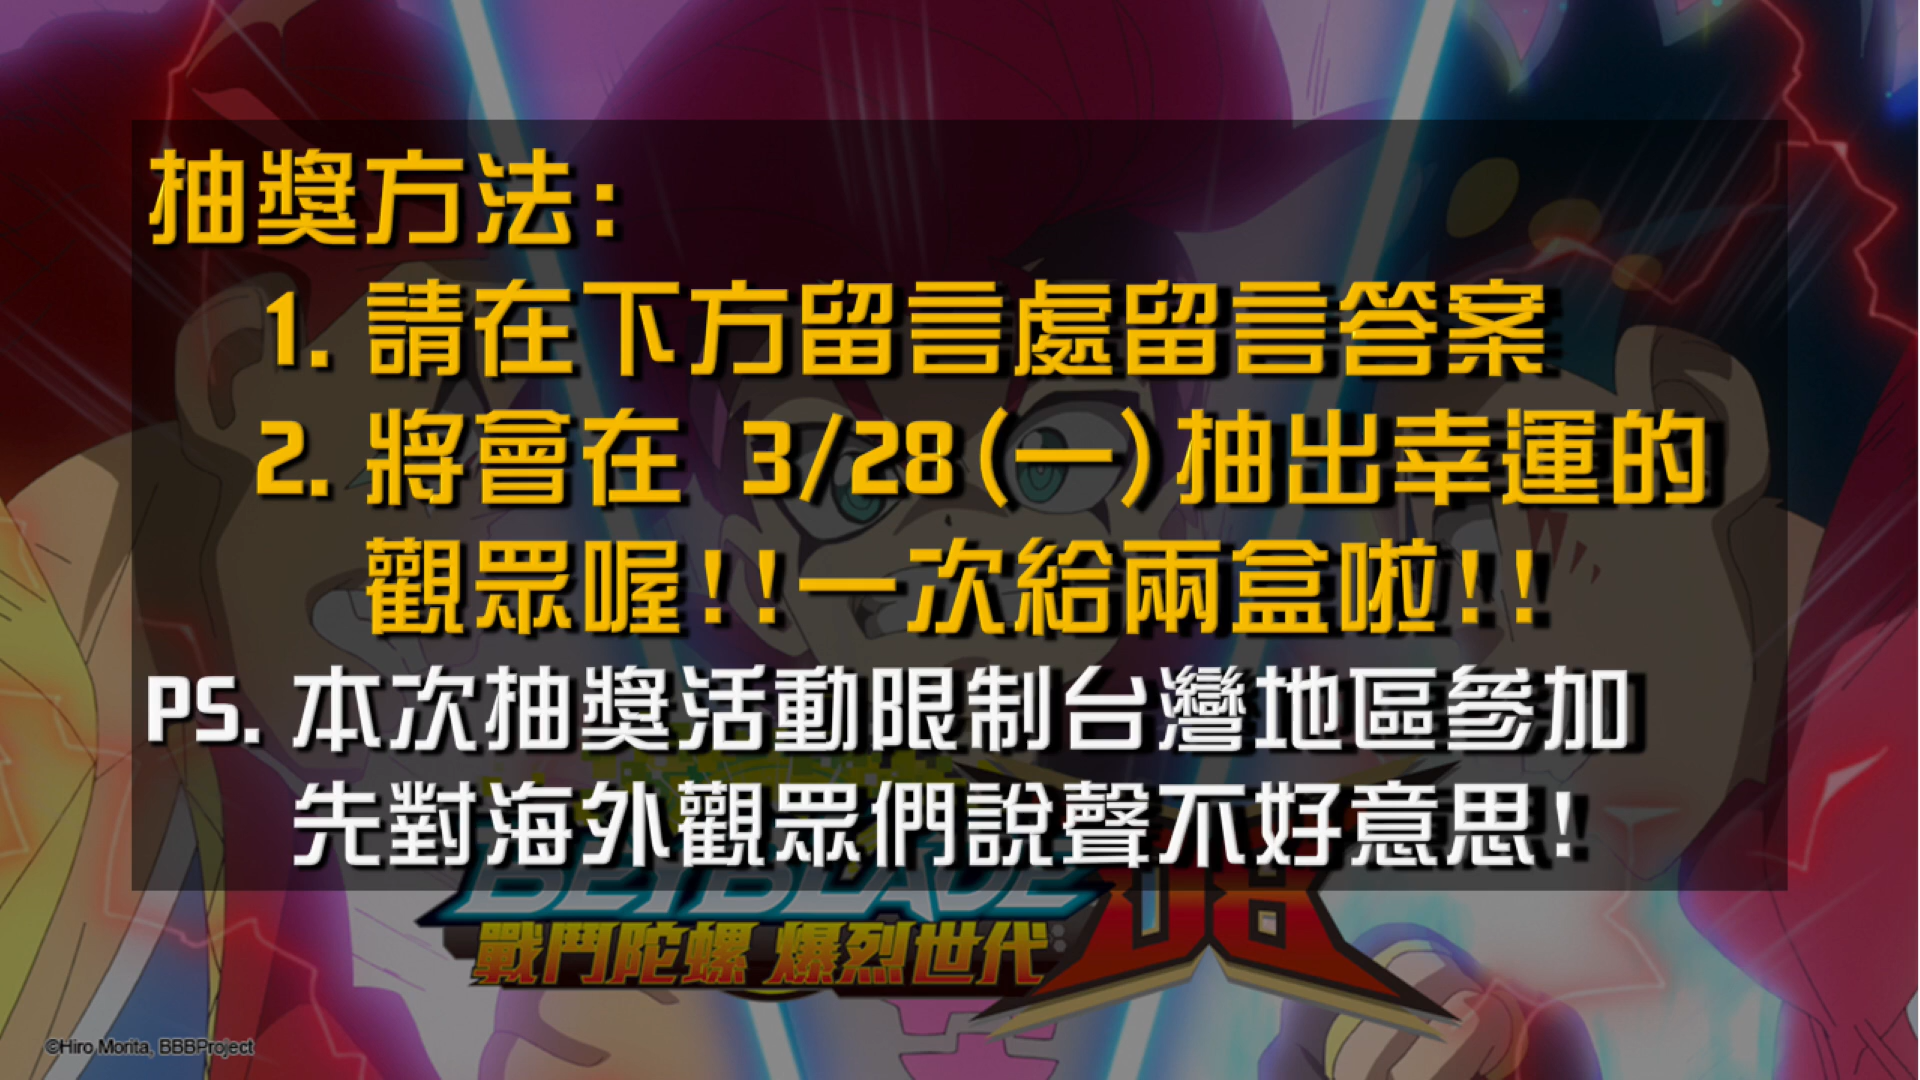 抽獎方法:
1. 請在下方留言處留言答案
2. 將會在 3/28(一)抽出幸運的
觀眾喔!!一次給兩盒啦!!
PS. 本次抽獎活動限制台灣地區參加
先對海外觀眾們說聲不好意思!
BEYBLADE
戰鬥陀螺 爆烈世代
DB
©Hiro Morita, BBBProject